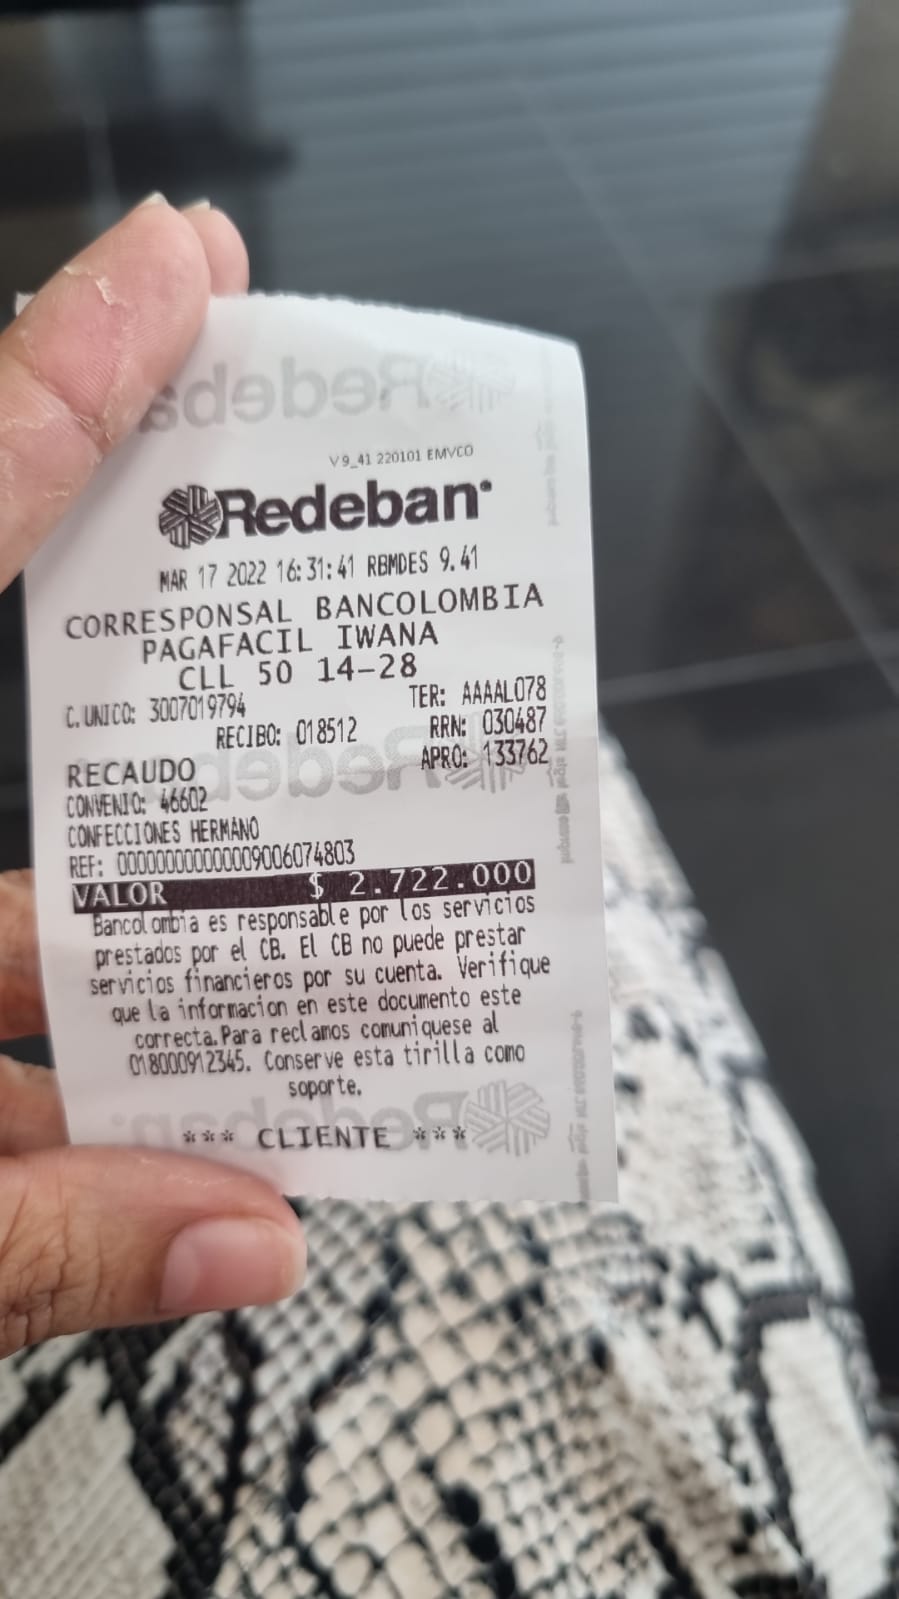 V9_41 220101 EMVCO
Redeban
MAR 17 2022 16:31:41 RBMDES 9.41
CORRESPONSAL BANCOLOMBIA
PAGAFACIL IWANA
CLL 50 14-28
C. UNICO: 3007019794 TER: AAAAL078
RECIBO: 018512 RRN: 030487
RECAUDO APRO: 133762
CONVENIO: 46602
CONFECCIONES HERMANO
REF: 000000000000009006074803
VALOR $ 2.722.000
Bancolombia es responsable por los servicios
prestados por el CB. El CB no puede prestar
servicios financieros por su cuenta. Verifique
que la informacion en este documento este
correcta.Para reclamos comuniquese al
018000912345. Conserve esta tirilla como
soporte.
*** CLIENTE ***